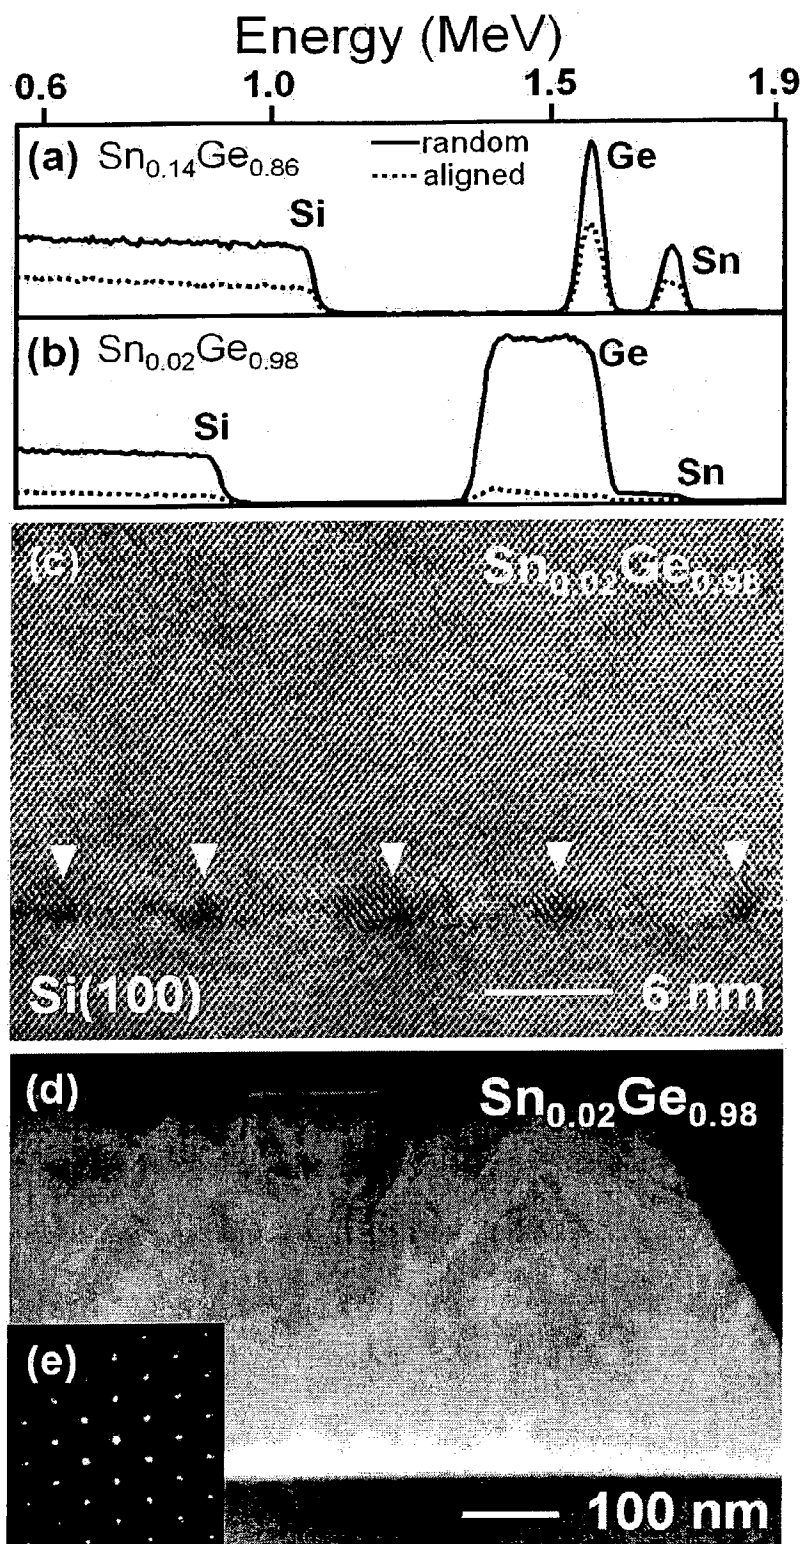 Energy (MeV)
0.6 1.0 1.5 1.9
(a) Sn0.14Ge0.86
random
aligned
Si
Ge
Sn
(b) Sn0.02Ge0.98
Si
Ge
Sn
(c) Sn0.02Ge0.98
Si(100) 6 nm
(d) Sn0.02Ge0.98
(e)
100 nm